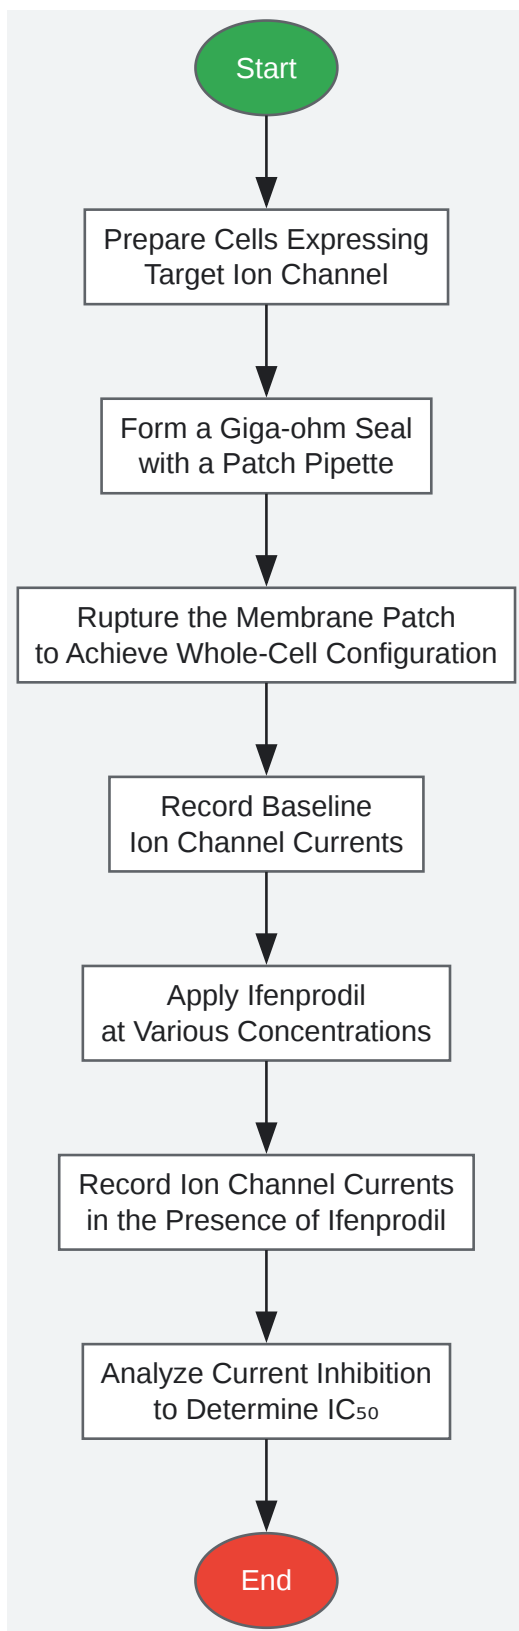 Start
Prepare Cells Expressing
Target Ion Channel
Form a Giga-ohm Seal
with a Patch Pipette
Rupture the Membrane Patch
to Achieve Whole-Cell Configuration
Record Baseline
Ion Channel Currents
Apply Ifenprodil
at Various Concentrations
Record Ion Channel Currents
in the Presence of Ifenprodil
Analyze Current Inhibition
to Determine IC₅₀
End